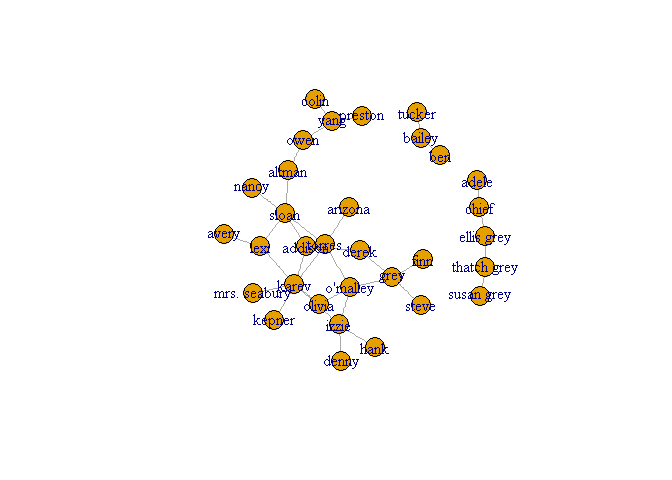 colin
yang
preston
tucker
owen
bailey
ben
altman
nancy
adele
sloan
arizona
chief
avery
lexi
addison
torres
derek
finn
ellis grey
thatch grey
mrs. seabury
karev
o'malley
grey
susan grey
olivia
steve
kepner
izzie
hank
denny